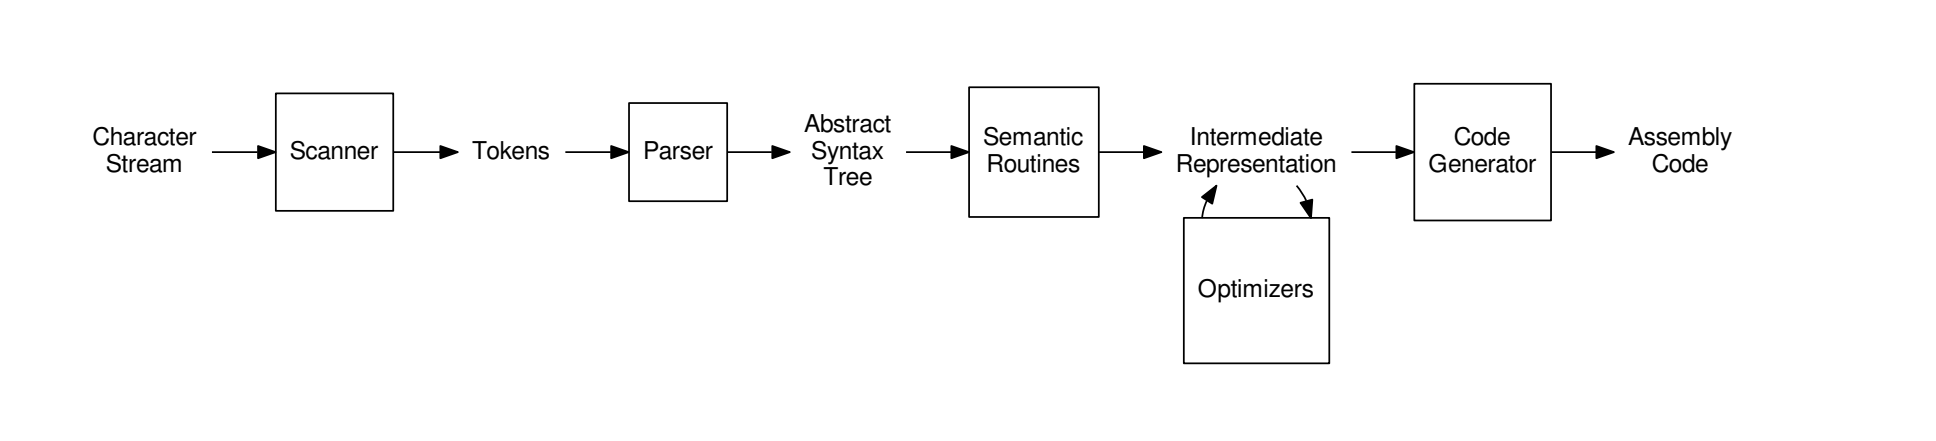 Character
Stream
Scanner
Tokens
Parser
Abstract
Syntax
Tree
Semantic
Routines
Intermediate
Representation
Code
Generator
Assembly
Code
Optimizers